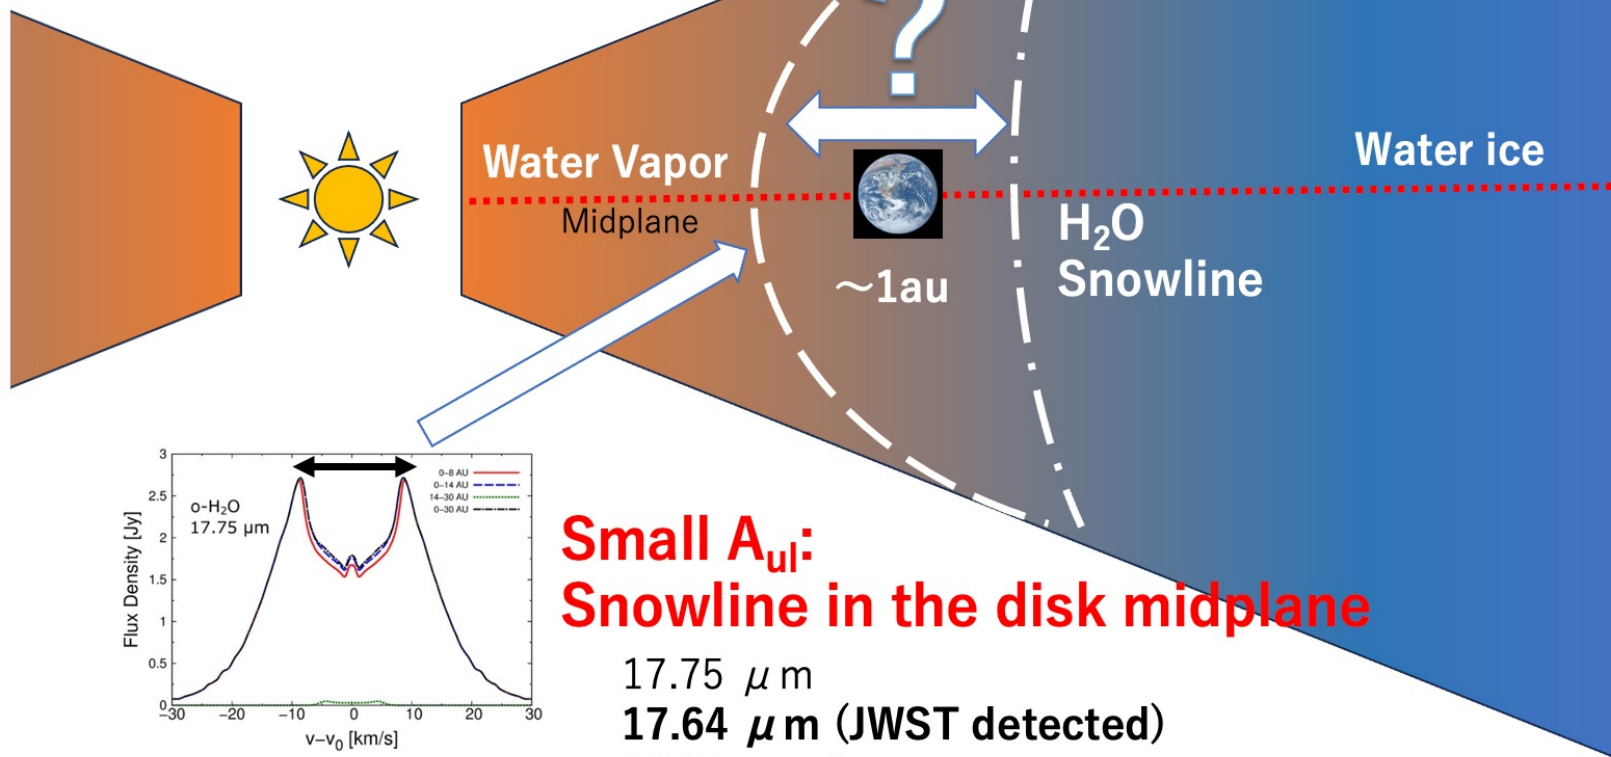 ?
Water Vapor
Midplane
Water ice
H₂O
Snowline
～1au
3
2.5
2
1.5
1
0.5
0
Flux Density [Jy]
o-H₂O
17.75 μm
0–8 AU
0–14 AU
14–30 AU
0–30 AU
−30 −20 −10 0 10 20 30
v−v₀ [km/s]
Small Aᵤₗ:
Snowline in the disk midplane
17.75 μm
17.64 μm (JWST detected)